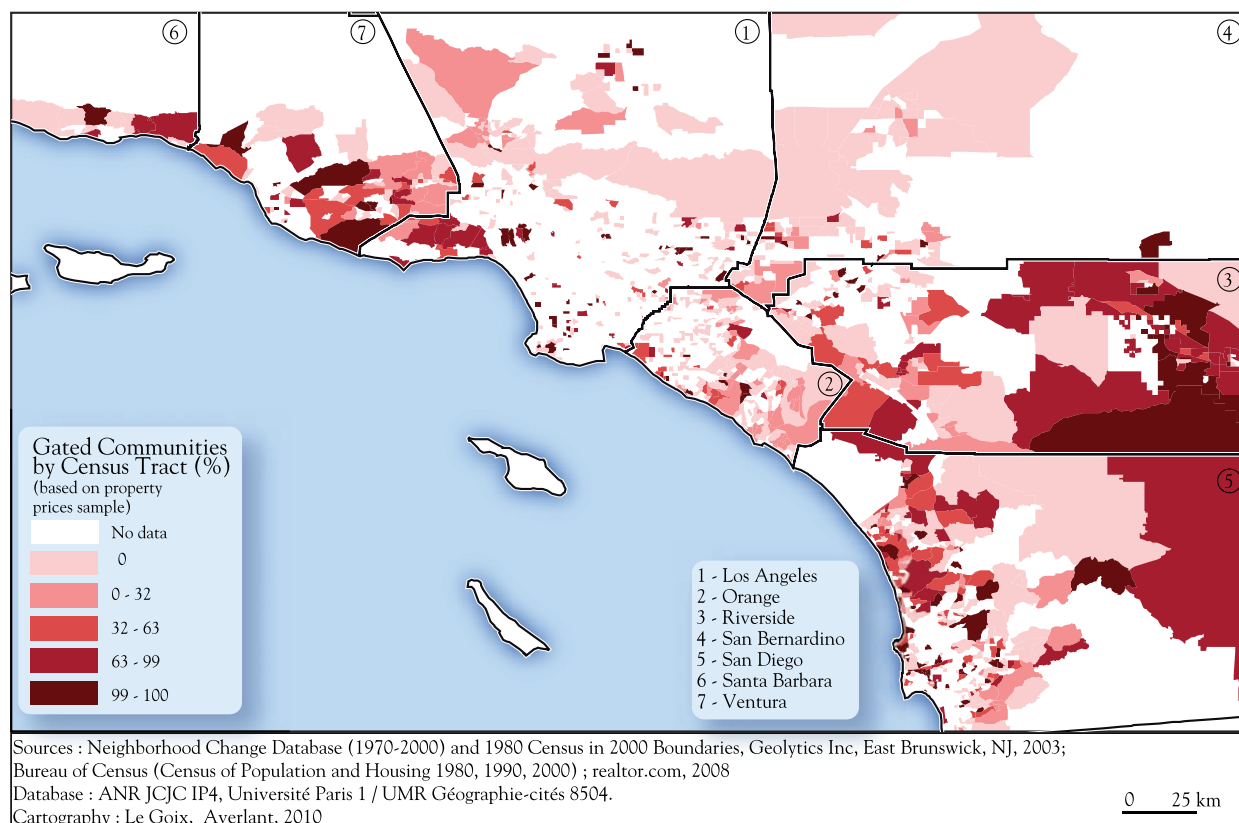 6
7
1
4
3
2
5
Gated Communities
by Census Tract (%)
(based on property
prices sample)
No data
0
0 - 32
32 - 63
63 - 99
99 - 100
1 - Los Angeles
2 - Orange
3 - Riverside
4 - San Bernardino
5 - San Diego
6 - Santa Barbara
7 - Ventura
Sources : Neighborhood Change Database (1970-2000) and 1980 Census in 2000 Boundaries, Geolytics Inc, East Brunswick, NJ, 2003;
Bureau of Census (Census of Population and Housing 1980, 1990, 2000) ; realtor.com, 2008
Database : ANR JCJC IP4, Université Paris 1 / UMR Géographie-cités 8504.
Cartography : Le Goix, Averlant, 2010
0 25 km